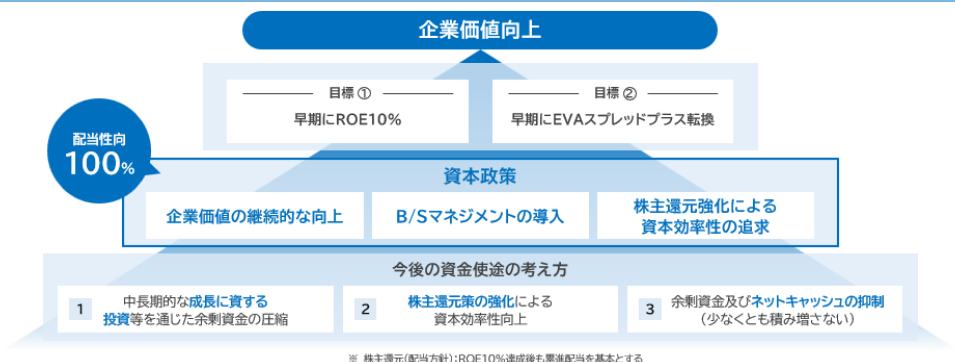 企業価値向上
目標 ①
早期にROE10%
目標 ②
早期にEVAスプレッドプラス転換
配当性向
100%
資本政策
企業価値の継続的な向上
B/Sマネジメントの導入
株主還元強化による
資本効率性の追求
今後の資金使途の考え方
1
中長期的な成長に資する
投資等を通じた余剰資金の圧縮
2
株主還元策の強化による
資本効率性向上
3
余剰資金及びネットキャッシュの抑制
（少なくとも積み増さない）
※ 株主還元(配当方針)：ROE10%達成後も累進配当を基本とする